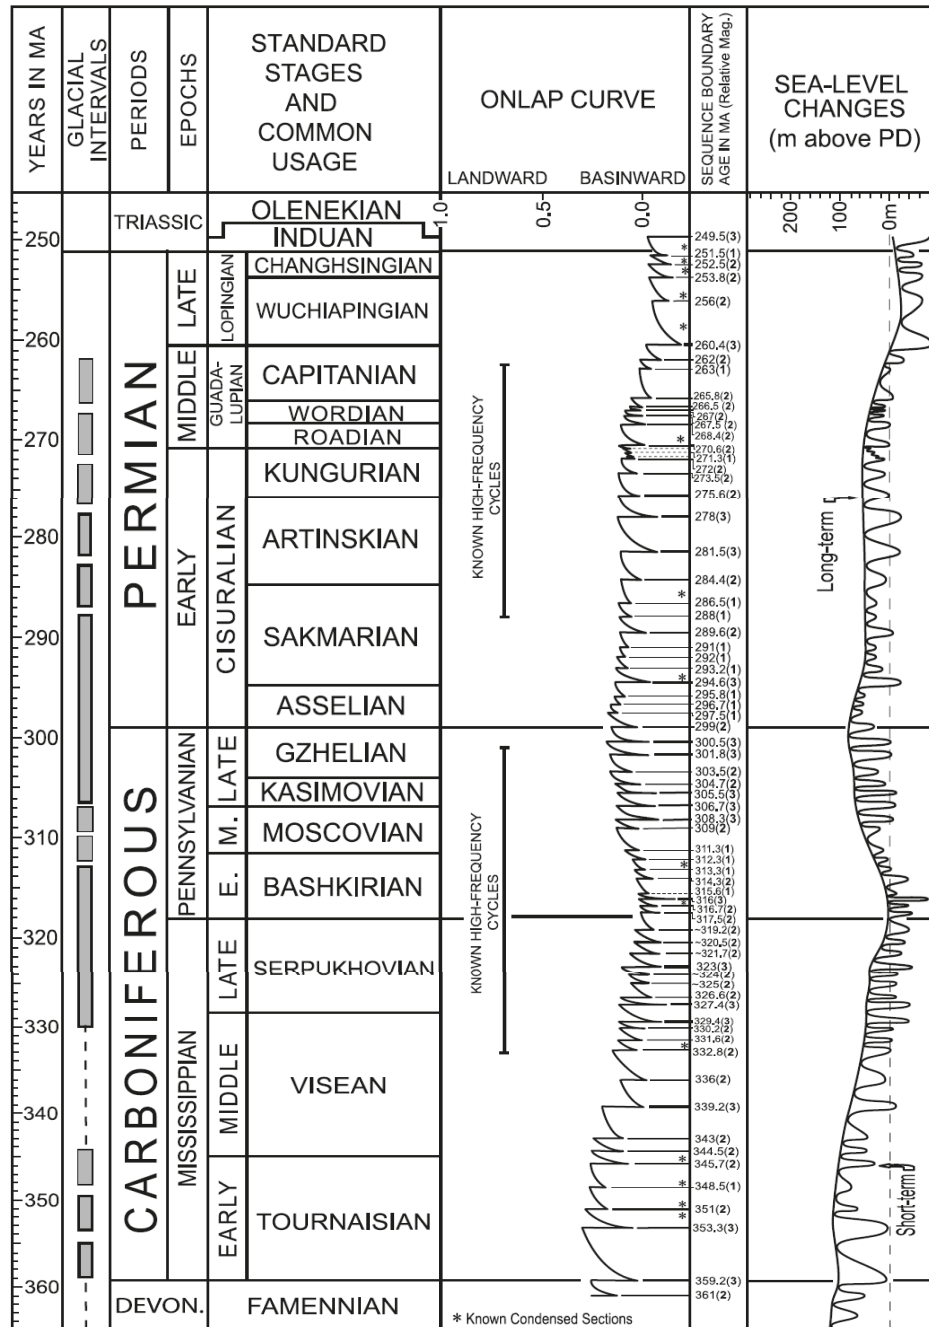 YEARS IN MA
GLACIAL
INTERVALS
PERIODS
EPOCHS
STANDARD
STAGES
AND
COMMON
USAGE
ONLAP CURVE
LANDWARD
BASINWARD
SEQUENCE BOUNDARY
AGE IN MA (Relative Mag.)
SEA-LEVEL
CHANGES
(m above PD)
1.0
0.5
0.0
200
100
0m
250
260
270
280
290
300
310
320
330
340
350
360
TRIASSIC
PERMIAN
CARBONIFEROUS
DEVON.
LATE
MIDDLE
EARLY
PENNSYLVANIAN
MISSISSIPPIAN
LOPINGIAN
GUADA-
LUPIAN
CISURALIAN
LATE
M.
E.
LATE
MIDDLE
EARLY
OLENEKIAN
INDUAN
CHANGHSINGIAN
WUCHIAPINGIAN
CAPITANIAN
WORDIAN
ROADIAN
KUNGURIAN
ARTINSKIAN
SAKMARIAN
ASSELIAN
GZHELIAN
KASIMOVIAN
MOSCOVIAN
BASHKIRIAN
SERPUKHOVIAN
VISEAN
TOURNAISIAN
FAMENNIAN
KNOWN HIGH-FREQUENCY
CYCLES
KNOWN HIGH-FREQUENCY
CYCLES
* Known Condensed Sections
249.5(3)
251.5(1)
252.5(2)
253.8(2)
256(2)
260.4(3)
262(2)
263(1)
265.8(2)
266.5 (2)
267(2)
267.5 (2)
268.4(2)
270.6(2)
271.3(1)
272(2)
273.5(2)
275.6(2)
278(3)
281.5(3)
284.4(2)
286.5(1)
288(1)
289.6(2)
291(1)
292(1)
293.2(1)
294.6(3)
295.8(1)
296.7(1)
297.5(1)
299(2)
300.5(3)
301.8(3)
303.5(2)
304.7(2)
305.5(3)
306.7(3)
308.3(3)
309(2)
311.3(1)
312.3(1)
313.3(1)
314.3(2)
315.6(1)
316(3)
316.7(2)
317.5(2)
~319.2(2)
~320.5(2)
~321.7(2)
323(3)
~324(2)
~325(2)
326.6(2)
327.4(3)
329.4(3)
330.2(2)
331.6(2)
332.8(2)
336(2)
339.2(3)
343(2)
344.5(2)
345.7(2)
348.5(1)
351(2)
353.3(3)
359.2(3)
361(2)
Long-term
Short-term